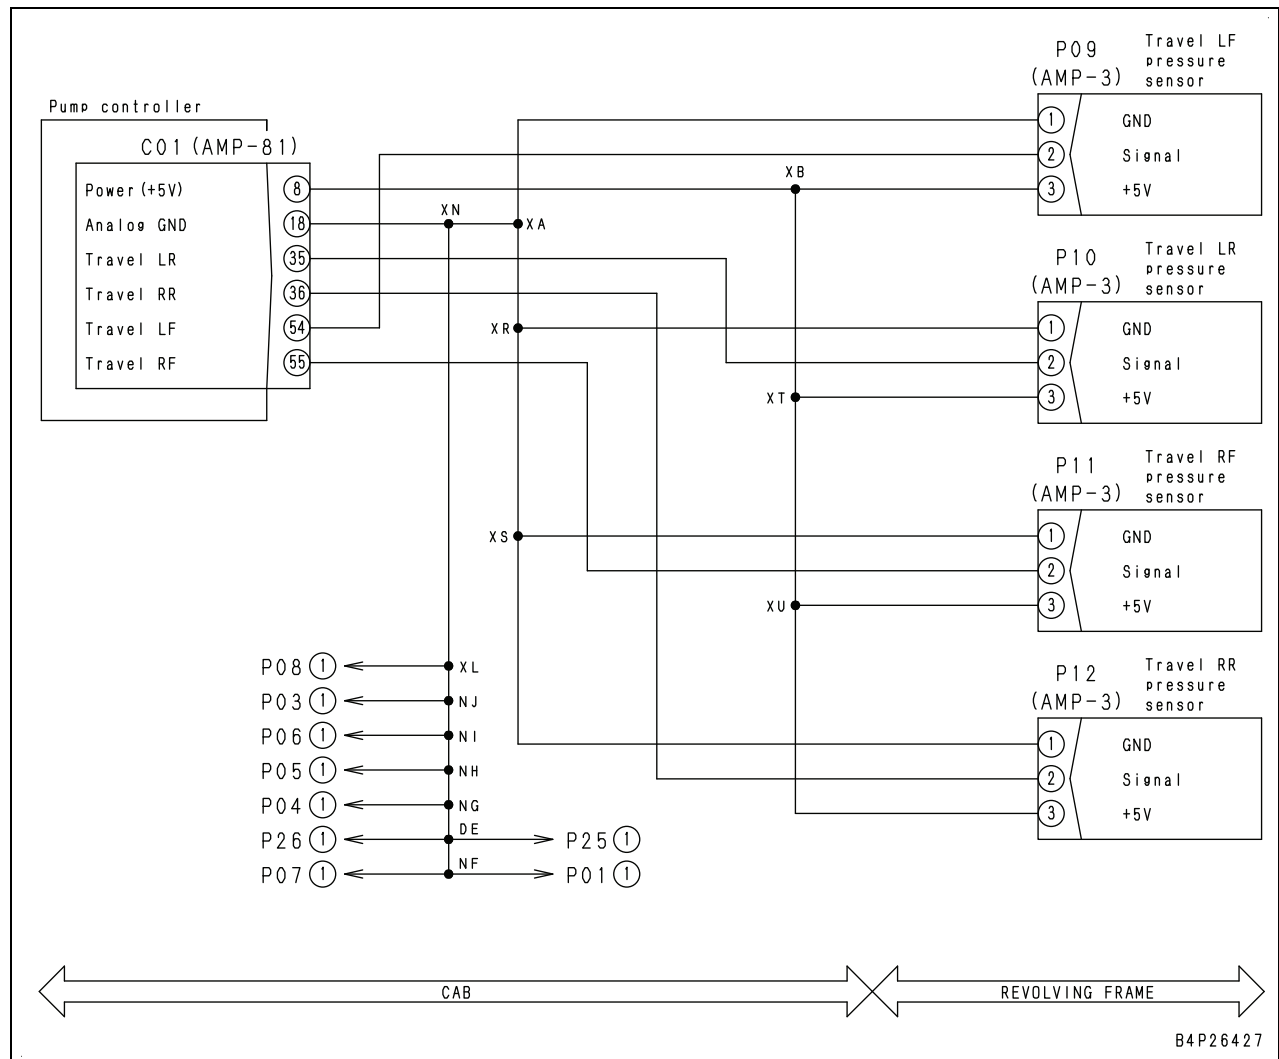 Pump controller
C01 (AMP-81)
Power (+5V) 8
Analog GND 18
Travel LR 35
Travel RR 36
Travel LF 54
Travel RF 55
XN
XA
XB
XR
XT
XS
XU
P09
(AMP-3)
Travel LF
pressure
sensor
1 GND
2 Signal
3 +5V
P10
(AMP-3)
Travel LR
pressure
sensor
1 GND
2 Signal
3 +5V
P11
(AMP-3)
Travel RF
pressure
sensor
1 GND
2 Signal
3 +5V
P12
(AMP-3)
Travel RR
pressure
sensor
1 GND
2 Signal
3 +5V
P08 1 XL
P03 1 NJ
P06 1 NI
P05 1 NH
P04 1 NG
P26 1 DE P25 1
P07 1 NF P01 1
CAB
REVOLVING FRAME
B4P26427